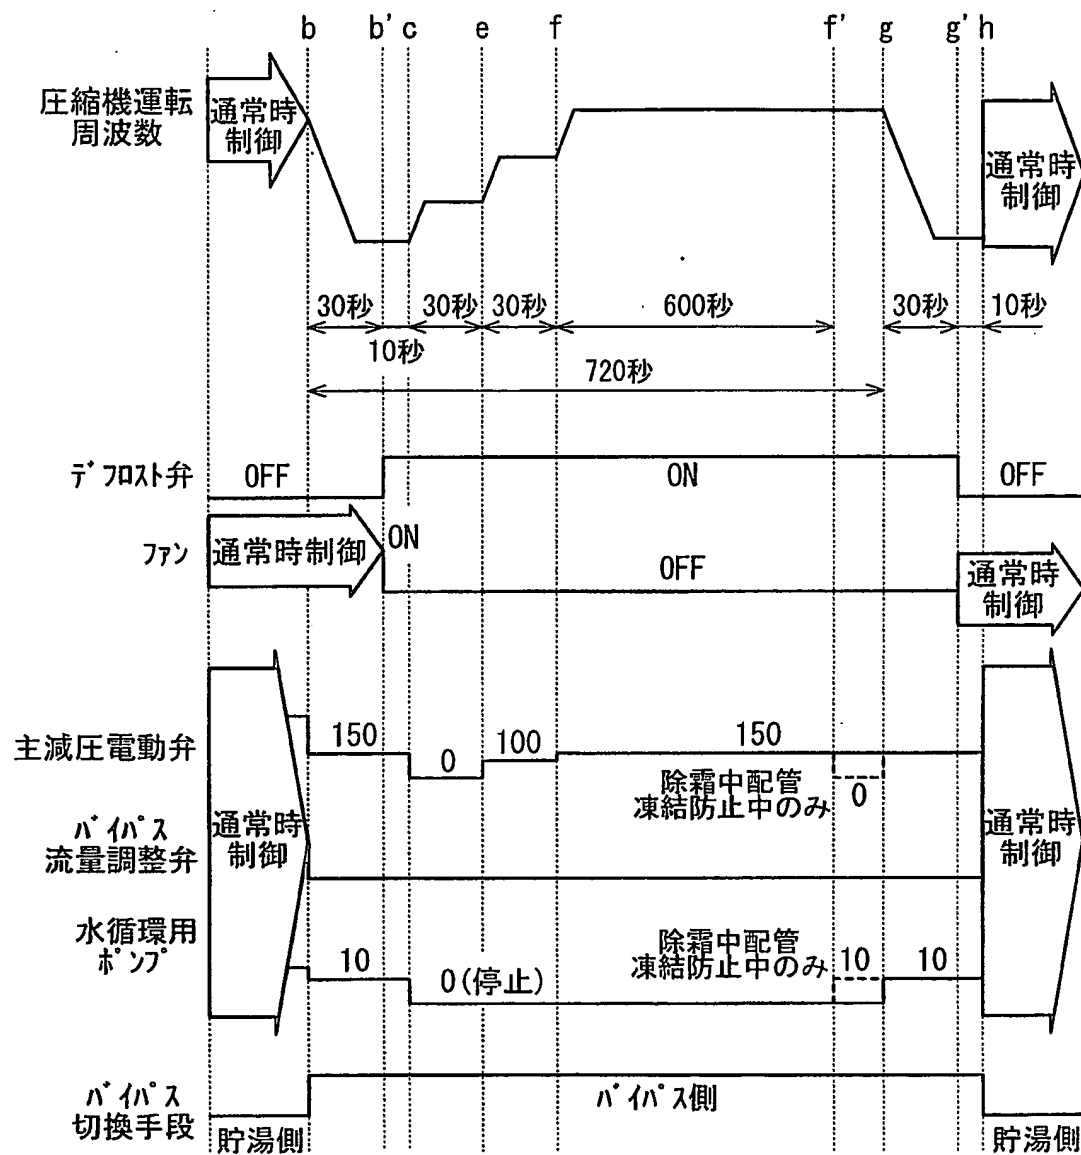 b b' c e f f' g g' h
圧縮機運転
周波数
通常時
制御
通常時
制御
30秒 30秒 30秒 600秒 30秒 10秒
10秒
720秒
デフロスト弁
OFF ON OFF
ファン
通常時制御
ON
OFF
通常時
制御
主減圧電動弁
150 0 100 150
除霜中配管
凍結防止中のみ
0
バイパス
流量調整弁
通常時
制御
通常時
制御
水循環用
ポンプ
10 0(停止)
除霜中配管
凍結防止中のみ
10 10
バイパス
切換手段
バイパス側
貯湯側 貯湯側